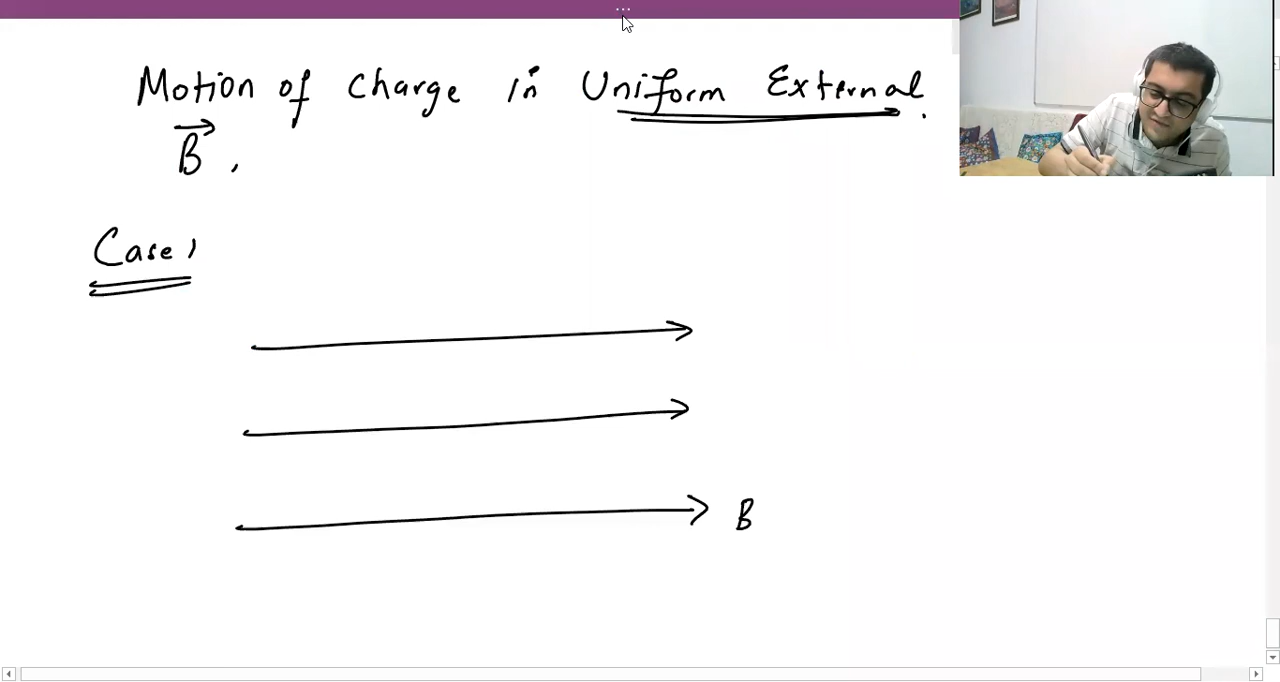 Motion of Charge in Uniform External.
B⃗ ,
Case 1
B